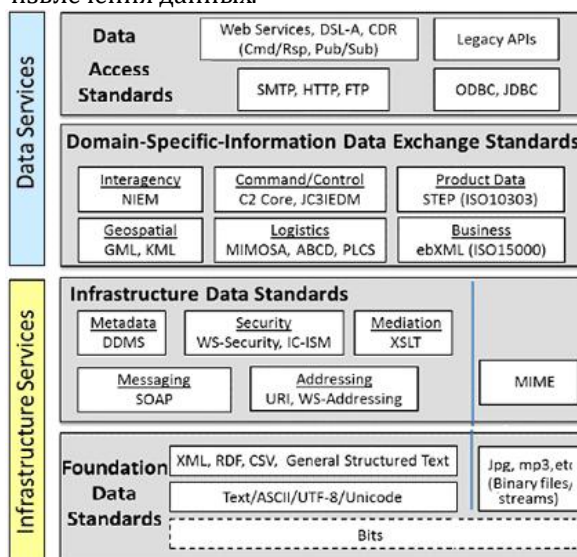 извлечения данных.
Data Services
Data
Access
Standards
Web Services, DSL-A, CDR
(Cmd/Rsp, Pub/Sub)
Legacy APIs
SMTP, HTTP, FTP
ODBC, JDBC
Domain-Specific-Information Data Exchange Standards
Interagency
NIEM
Command/Control
C2 Core, JC3IEDM
Product Data
STEP (ISO10303)
Geospatial
GML, KML
Logistics
MIMOSA, ABCD, PLCS
Business
ebXML (ISO15000)
Infrastructure Services
Infrastructure Data Standards
Metadata
DDMS
Security
WS-Security, IC-ISM
Mediation
XSLT
Messaging
SOAP
Addressing
URI, WS-Addressing
MIME
Foundation
Data
Standards
XML, RDF, CSV, General Structured Text
Text/ASCII/UTF-8/Unicode
Jpg, mp3,etc
(Binary files/
streams)
Bits